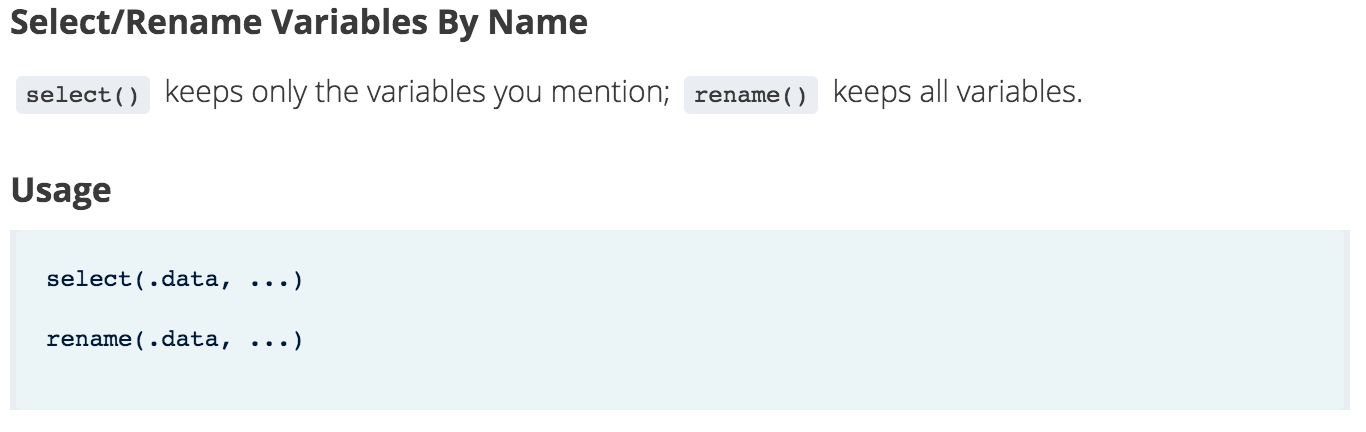 Select/Rename Variables By Name
select() keeps only the variables you mention; rename() keeps all variables.
Usage
select(.data, ...)
rename(.data, ...)